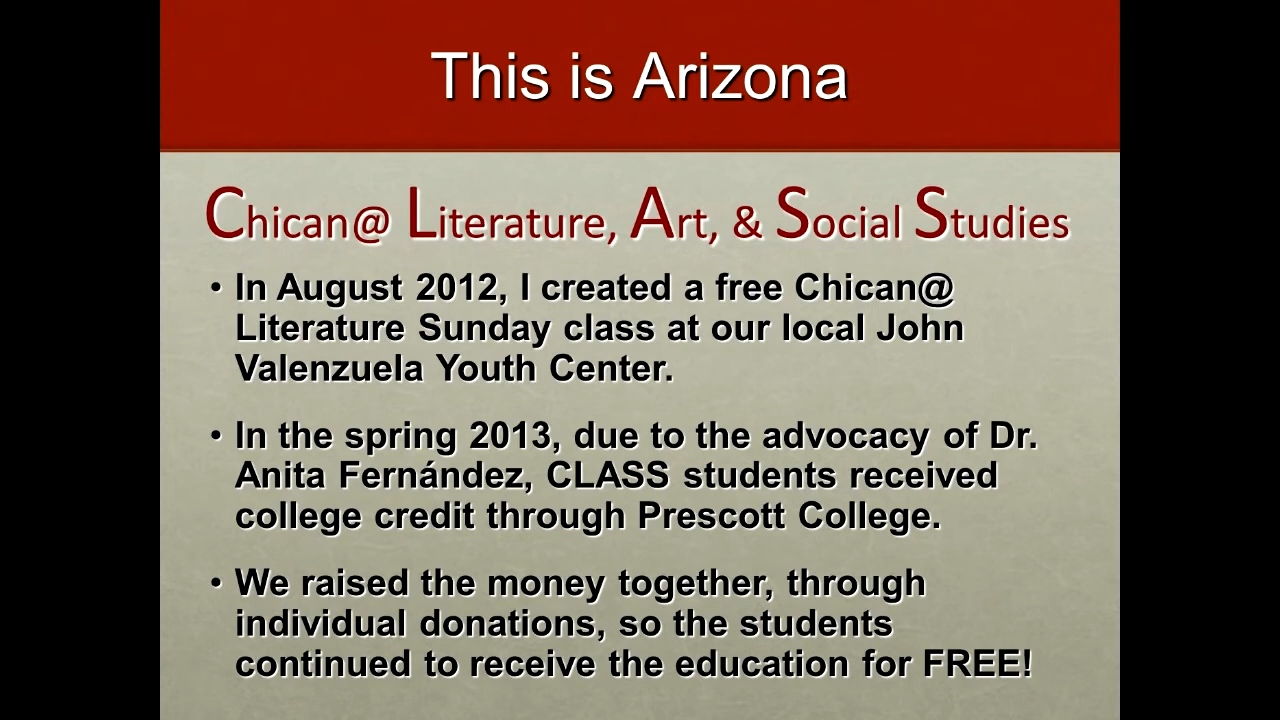 This is Arizona
Chican@ Literature, Art, & Social Studies
• In August 2012, I created a free Chican@
Literature Sunday class at our local John
Valenzuela Youth Center.
• In the spring 2013, due to the advocacy of Dr.
Anita Fernández, CLASS students received
college credit through Prescott College.
• We raised the money together, through
individual donations, so the students
continued to receive the education for FREE!